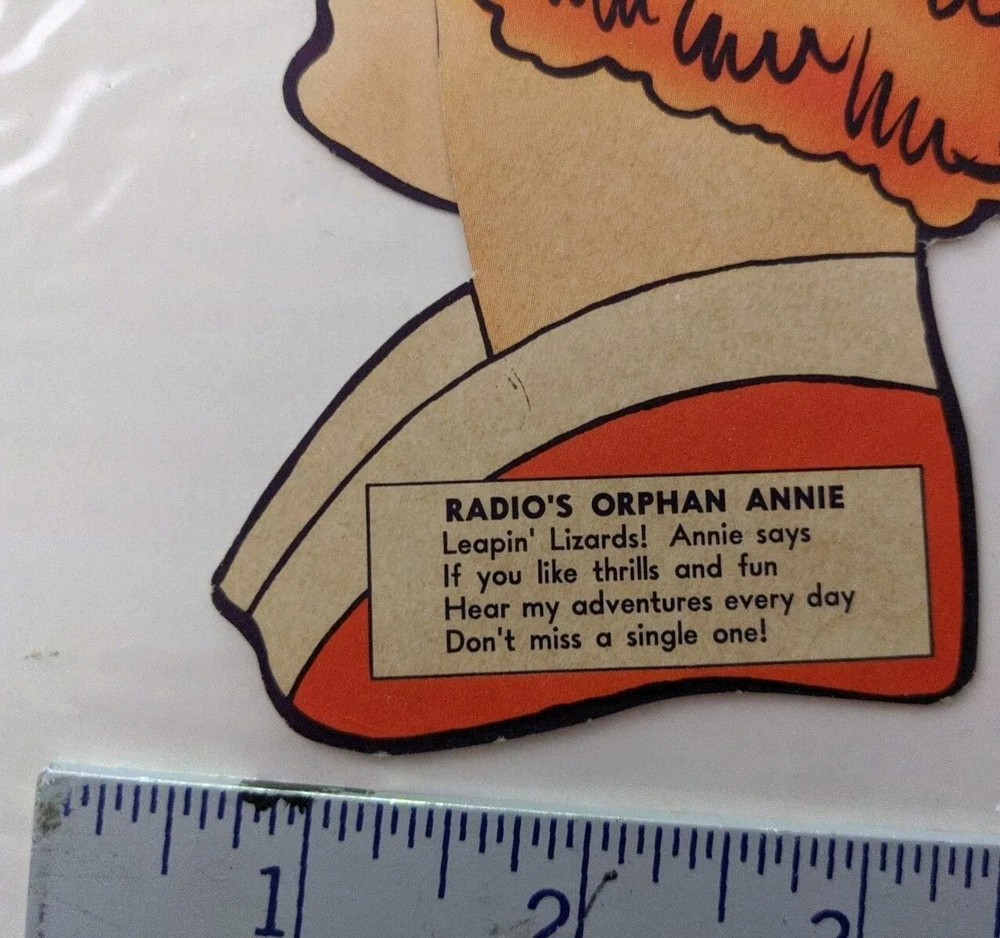 RADIO'S ORPHAN ANNIE
Leapin' Lizards! Annie says
If you like thrills and fun
Hear my adventures every day
Don't miss a single one!
1 2 3